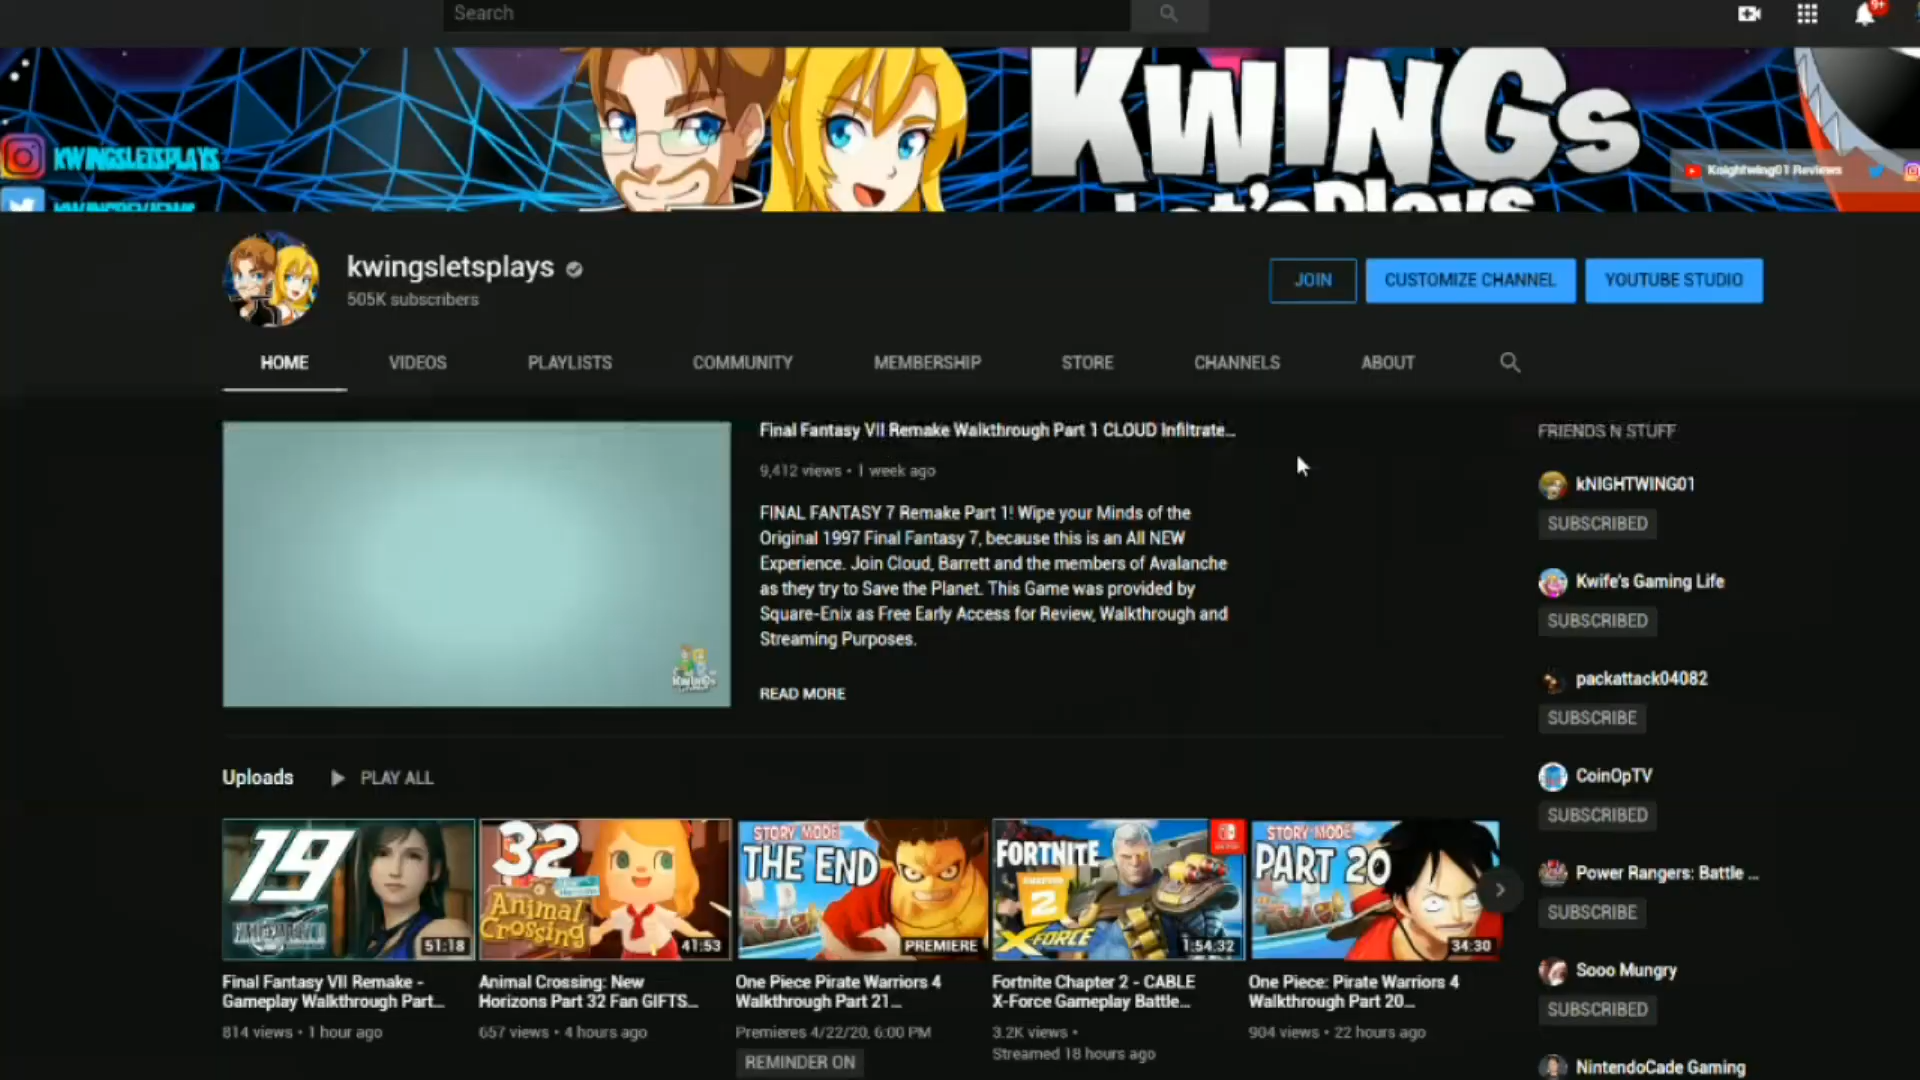 Search
9+
KWINGs
Let'sPlays
KWINGSLETSPLAYS
KWINGREVIEWS
Knightwing01 Reviews
kwingsletsplays
505K subscribers
JOIN
CUSTOMIZE CHANNEL
YOUTUBE STUDIO
HOME
VIDEOS
PLAYLISTS
COMMUNITY
MEMBERSHIP
STORE
CHANNELS
ABOUT
Final Fantasy VII Remake Walkthrough Part 1 CLOUD Infiltrate...
9,412 views • 1 week ago
FINAL FANTASY 7 Remake Part 1! Wipe your Minds of the
Original 1997 Final Fantasy 7, because this is an All NEW
Experience. Join Cloud, Barrett and the members of Avalanche
as they try to Save the Planet. This Game was provided by
Square-Enix as Free Early Access for Review, Walkthrough and
Streaming Purposes.
READ MORE
KWINGs
FRIENDS N STUFF
kNIGHTWING01
SUBSCRIBED
Kwife's Gaming Life
SUBSCRIBED
packattack04082
SUBSCRIBE
CoinOpTV
SUBSCRIBED
Power Rangers: Battle ...
SUBSCRIBE
Sooo Mungry
SUBSCRIBED
NintendoCade Gaming
Uploads
PLAY ALL
19
51:18
Final Fantasy VII Remake -
Gameplay Walkthrough Part...
814 views • 1 hour ago
32
Animal
Crossing
41:53
Animal Crossing: New
Horizons Part 32 Fan GIFTS...
657 views • 4 hours ago
STORY MODE
THE END
PREMIERE
One Piece Pirate Warriors 4
Walkthrough Part 21...
Premieres 4/22/20, 6:00 PM
REMINDER ON
FORTNITE
CHAPTER
2
X-FORCE
1:54:32
Fortnite Chapter 2 - CABLE
X-Force Gameplay Battle...
3.2K views •
Streamed 18 hours ago
STORY MODE
PART 20
34:30
One Piece: Pirate Warriors 4
Walkthrough Part 20...
904 views • 22 hours ago